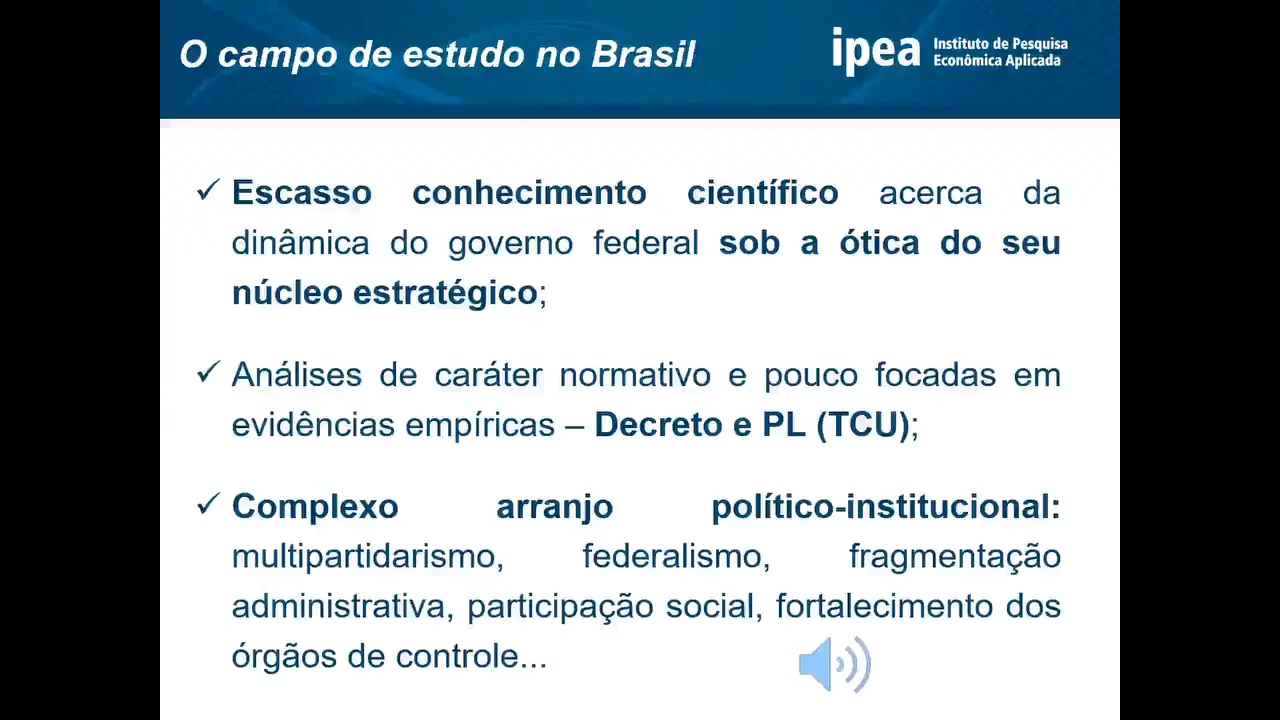 O campo de estudo no Brasil
ipea Instituto de Pesquisa
Econômica Aplicada
✓ Escasso conhecimento científico acerca da
dinâmica do governo federal sob a ótica do seu
núcleo estratégico;
✓ Análises de caráter normativo e pouco focadas em
evidências empíricas – Decreto e PL (TCU);
✓ Complexo arranjo político-institucional:
multipartidarismo, federalismo, fragmentação
administrativa, participação social, fortalecimento dos
órgãos de controle...